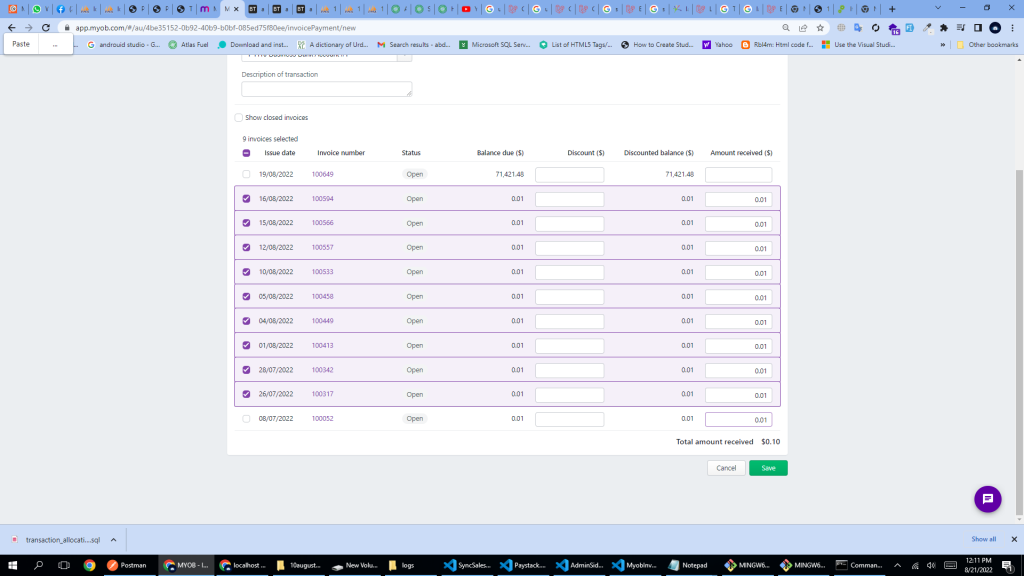 app.myob.com/#/au/4be35152-0b92-40b9-b0bf-085ed75f80ee/invoicePayment/new
Paste ...
androuid studio - G... Atlas Fuel Download and inst... A dictionary of Urd... Search results - abd... Microsoft SQL Serv... List of HTML5 Tags/... How to Create Stud... Yahoo Rbl4m: Html code f... Use the Visual Studi... » Other bookmarks
Description of transaction
Show closed invoices
9 invoices selected
Issue date Invoice number Status Balance due ($) Discount ($) Discounted balance ($) Amount received ($)
19/08/2022 100649 Open 71,421.48 71,421.48
16/08/2022 100594 Open 0.01 0.01 0.01
15/08/2022 100566 Open 0.01 0.01 0.01
12/08/2022 100557 Open 0.01 0.01 0.01
10/08/2022 100533 Open 0.01 0.01 0.01
05/08/2022 100458 Open 0.01 0.01 0.01
04/08/2022 100449 Open 0.01 0.01 0.01
01/08/2022 100413 Open 0.01 0.01 0.01
28/07/2022 100342 Open 0.01 0.01 0.01
26/07/2022 100317 Open 0.01 0.01 0.01
08/07/2022 100052 Open 0.01 0.01 0.01
Total amount received $0.10
Cancel Save
transaction_allocati....sql Show all
Postman MYOB - I... localhost ... 10august... New Volu... logs SyncSales... Paystack... AdminSid... MyobInv... Notepad MINGW6... MINGW6... Comman...
12:11 PM
8/21/2022